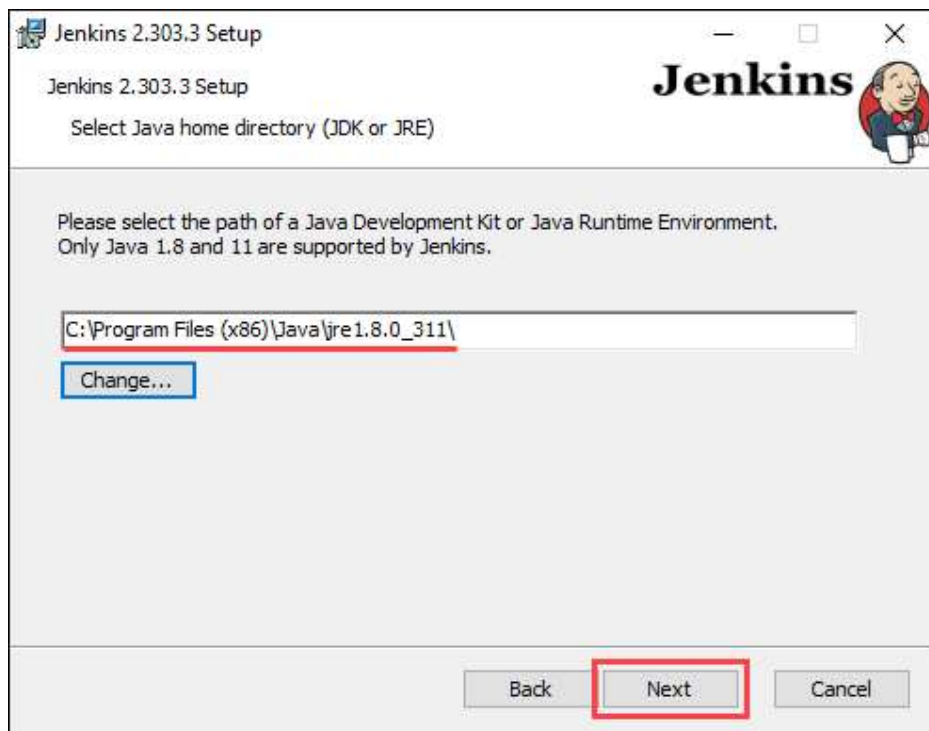 Jenkins 2.303.3 Setup
Jenkins 2.303.3 Setup
Jenkins
Select Java home directory (JDK or JRE)
Please select the path of a Java Development Kit or Java Runtime Environment.
Only Java 1.8 and 11 are supported by Jenkins.
C:\Program Files (x86)\Java\jre1.8.0_311\
Change...
Back
Next
Cancel